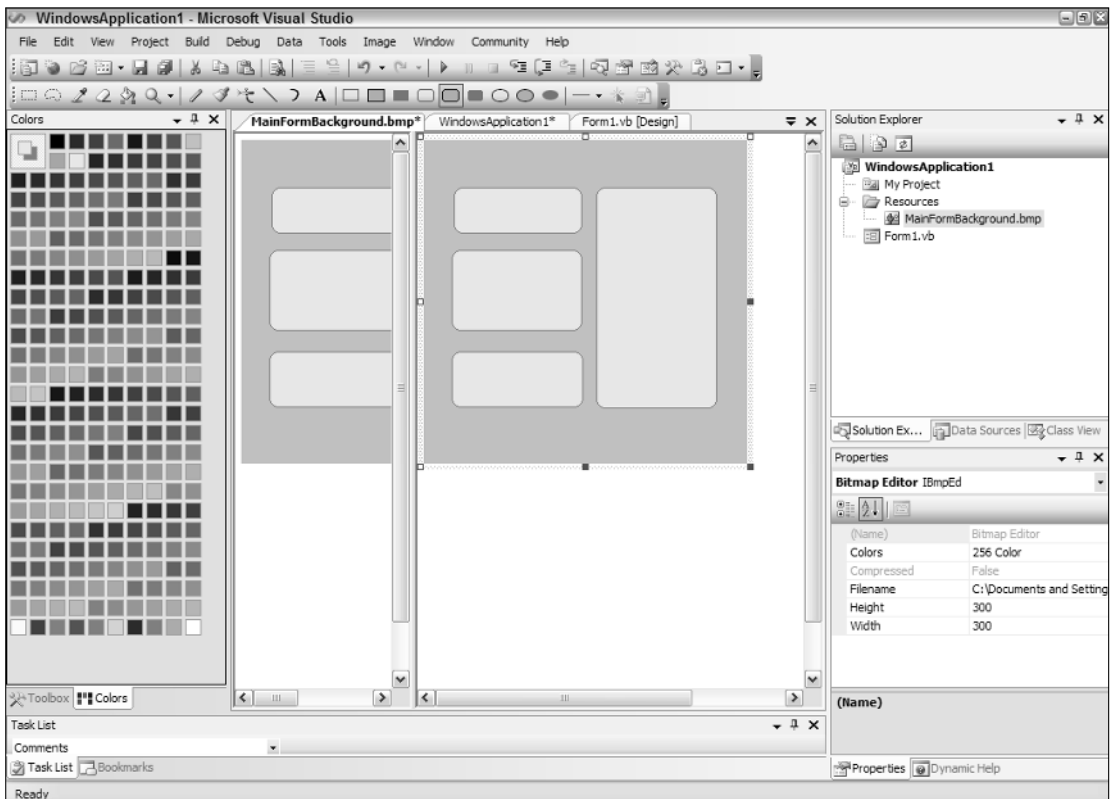 WindowsApplication1 - Microsoft Visual Studio
File Edit View Project Build Debug Data Tools Image Window Community Help
A
Colors
MainFormBackground.bmp* WindowsApplication1* Form1.vb [Design]
Solution Explorer
WindowsApplication1
My Project
Resources
MainFormBackground.bmp
Form1.vb
Solution Ex... Data Sources Class View
Properties
Bitmap Editor IBmpEd
(Name) Bitmap Editor
Colors 256 Color
Compressed False
Filename C:\Documents and Setting
Height 300
Width 300
(Name)
Properties Dynamic Help
Toolbox Colors
Task List
Comments
Task List Bookmarks
Ready